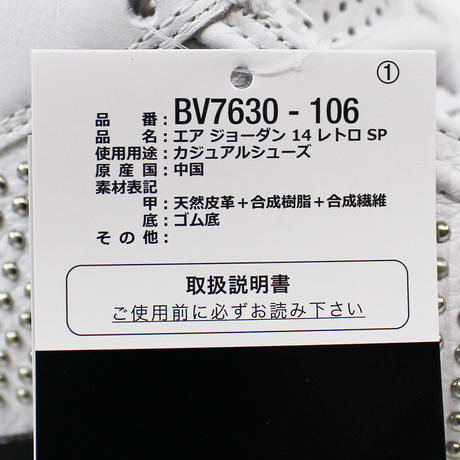 ①
品番：BV7630 - 106
品名：エア ジョーダン 14 レトロ SP
使用用途：カジュアルシューズ
原産国：中国
素材表記
甲：天然皮革＋合成樹脂＋合成繊維
底：ゴム底
その他：
取扱説明書
ご使用前に必ずお読み下さい